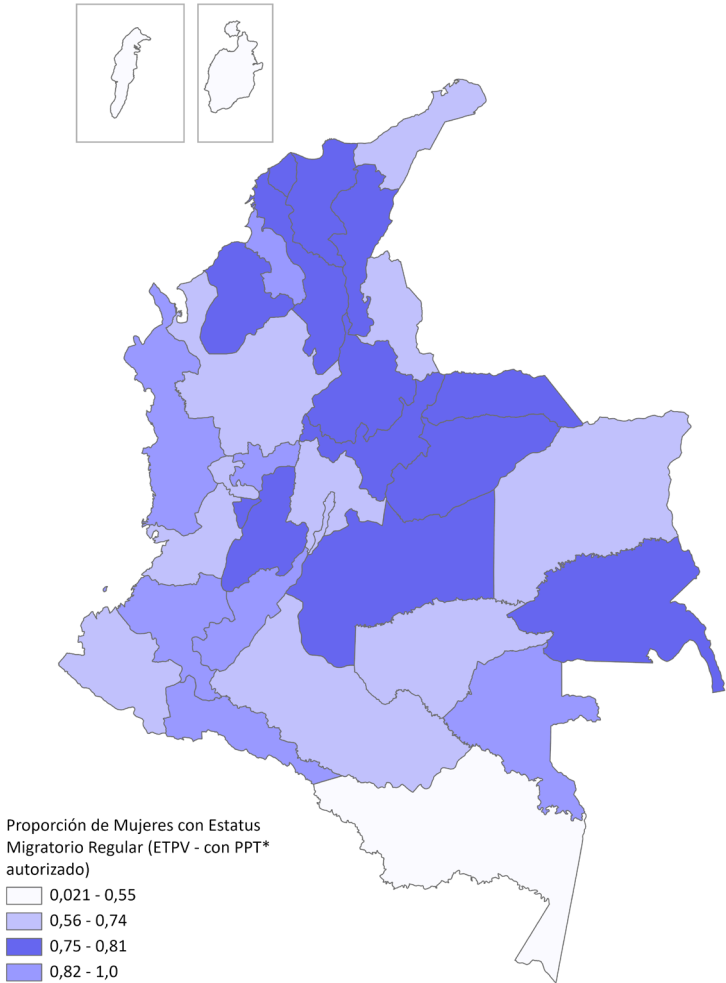 Proporción de Mujeres con Estatus
Migratorio Regular (ETPV - con PPT*
autorizado)
0,021 - 0,55
0,56 - 0,74
0,75 - 0,81
0,82 - 1,0